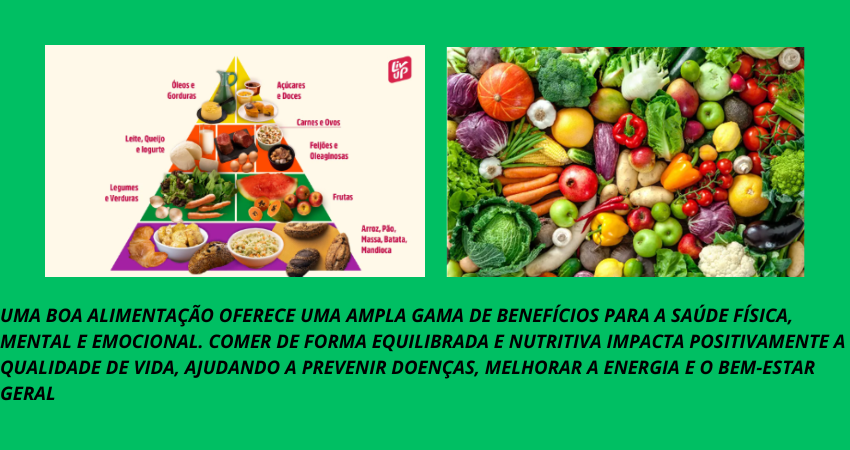 Liv
UP
Óleos e
Gorduras
Açúcares
e Doces
Carnes e Ovos
Leite, Queijo
e Iogurte
Feijões e
Oleaginosas
Legumes
e Verduras
Frutas
Arroz, Pão,
Massa, Batata,
Mandioca
UMA BOA ALIMENTAÇÃO OFERECE UMA AMPLA GAMA DE BENEFÍCIOS PARA A SAÚDE FÍSICA,
MENTAL E EMOCIONAL. COMER DE FORMA EQUILIBRADA E NUTRITIVA IMPACTA POSITIVAMENTE A
QUALIDADE DE VIDA, AJUDANDO A PREVENIR DOENÇAS, MELHORAR A ENERGIA E O BEM-ESTAR
GERAL